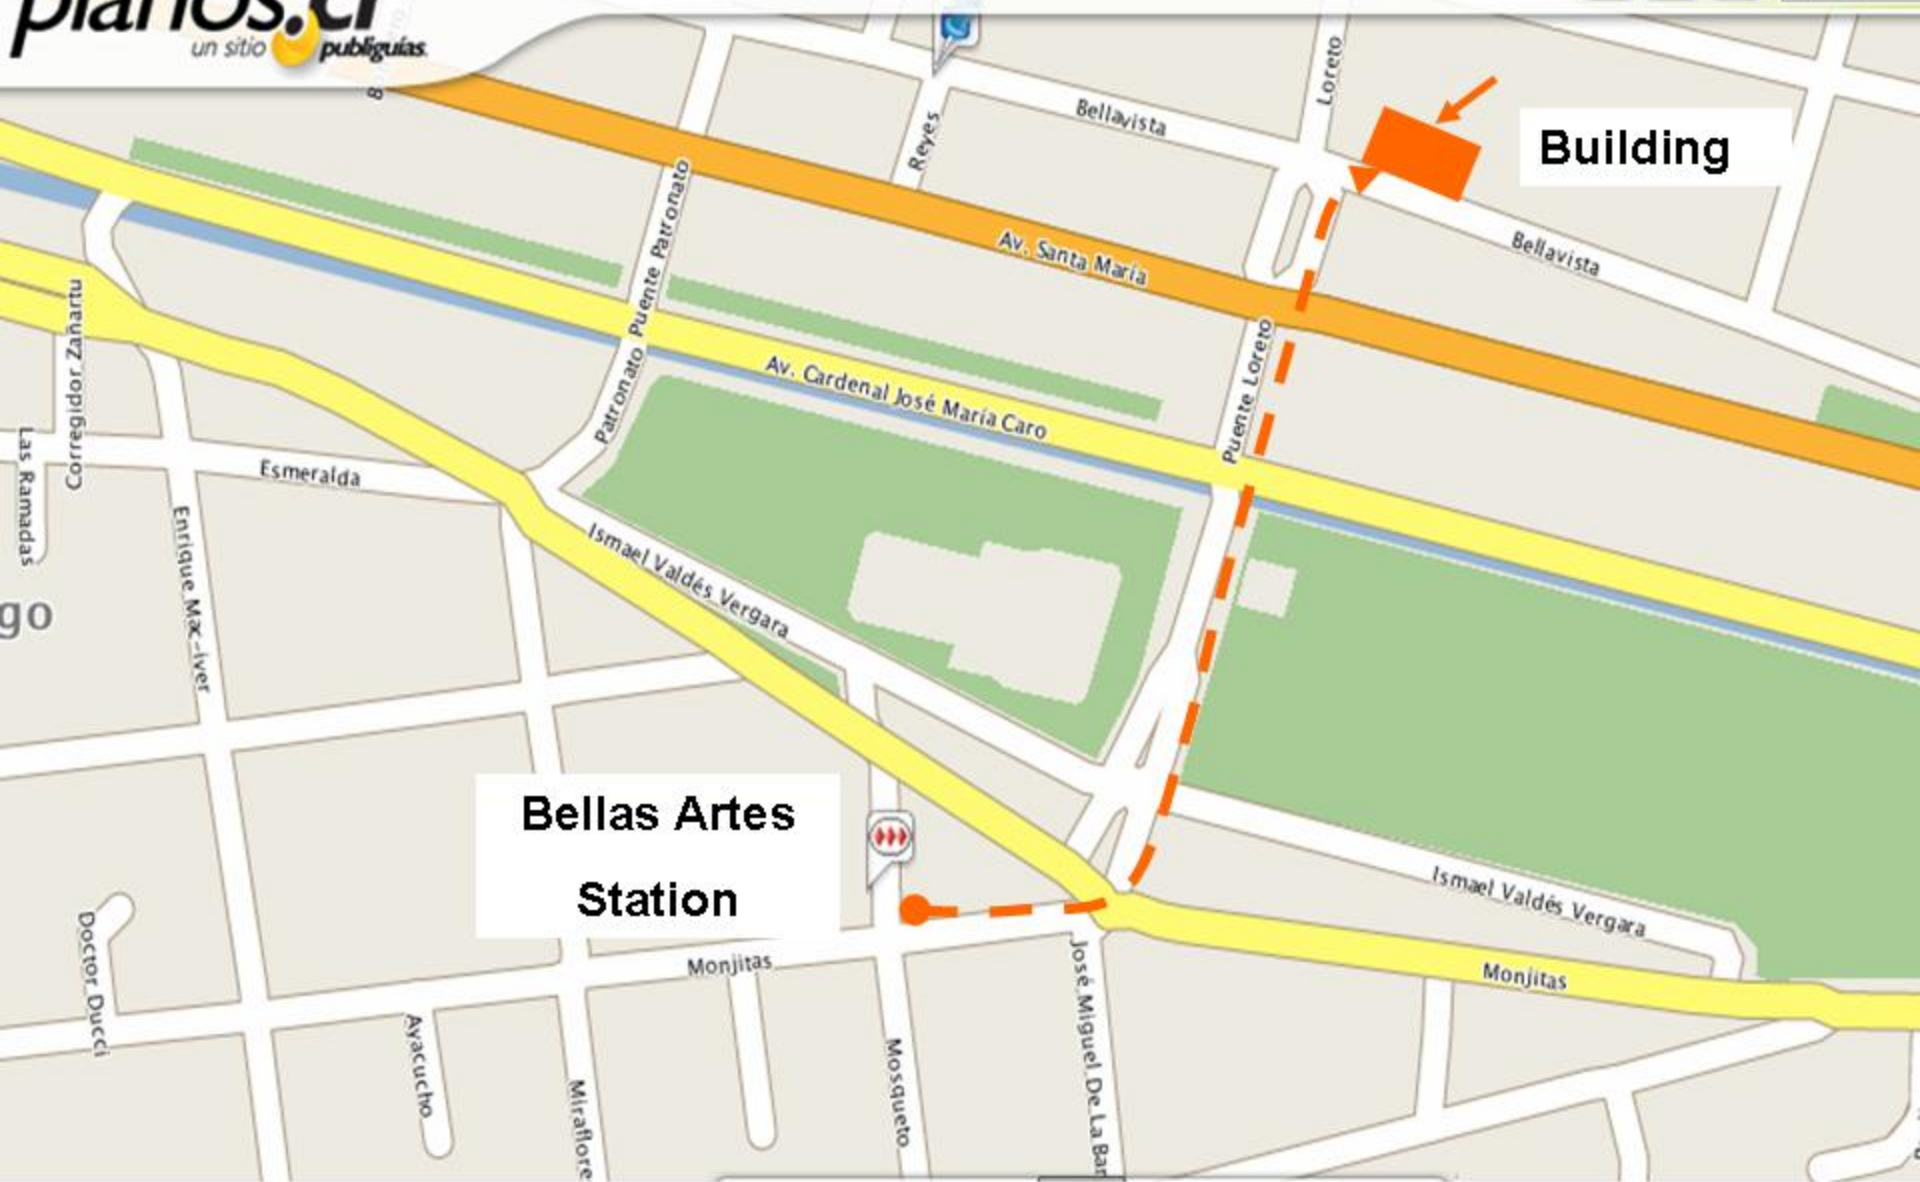 planos.cl
un sitio publiguías.
Loreto
Bellavista
Reyes
Building
Puente Patronato
Av. Santa María
Bellavista
Corregidor Zañartu
Patronato
Puente Loreto
Av. Cardenal José María Caro
Las Ramadas
Esmeralda
Enrique Mac-iver
Ismael Valdés Vergara
go
Bellas Artes
Station
Ismael Valdés Vergara
Doctor Ducci
Monjitas
José Miguel De La Bar
Monjitas
Ayacucho
Mosqueto
Miraflore